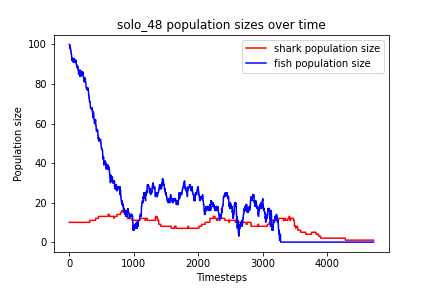 solo_48 population sizes over time
shark population size
fish population size
Population size
100
80
60
40
20
0
0
1000
2000
3000
4000
Timesteps